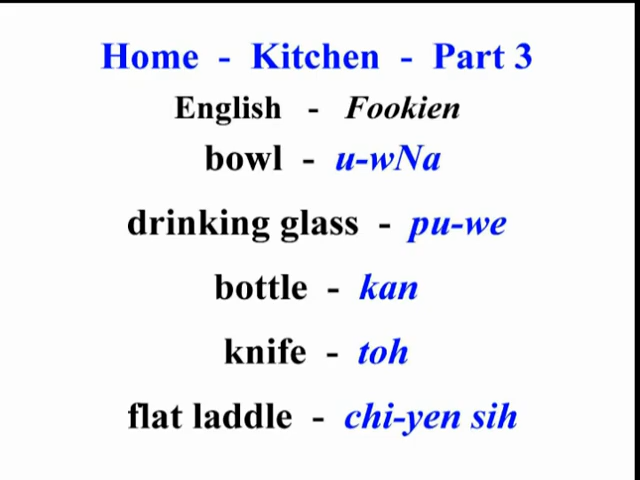 Home - Kitchen - Part 3
English - Fookien
bowl - u-wNa
drinking glass - pu-we
bottle - kan
knife - toh
flat laddle - chi-yen sih